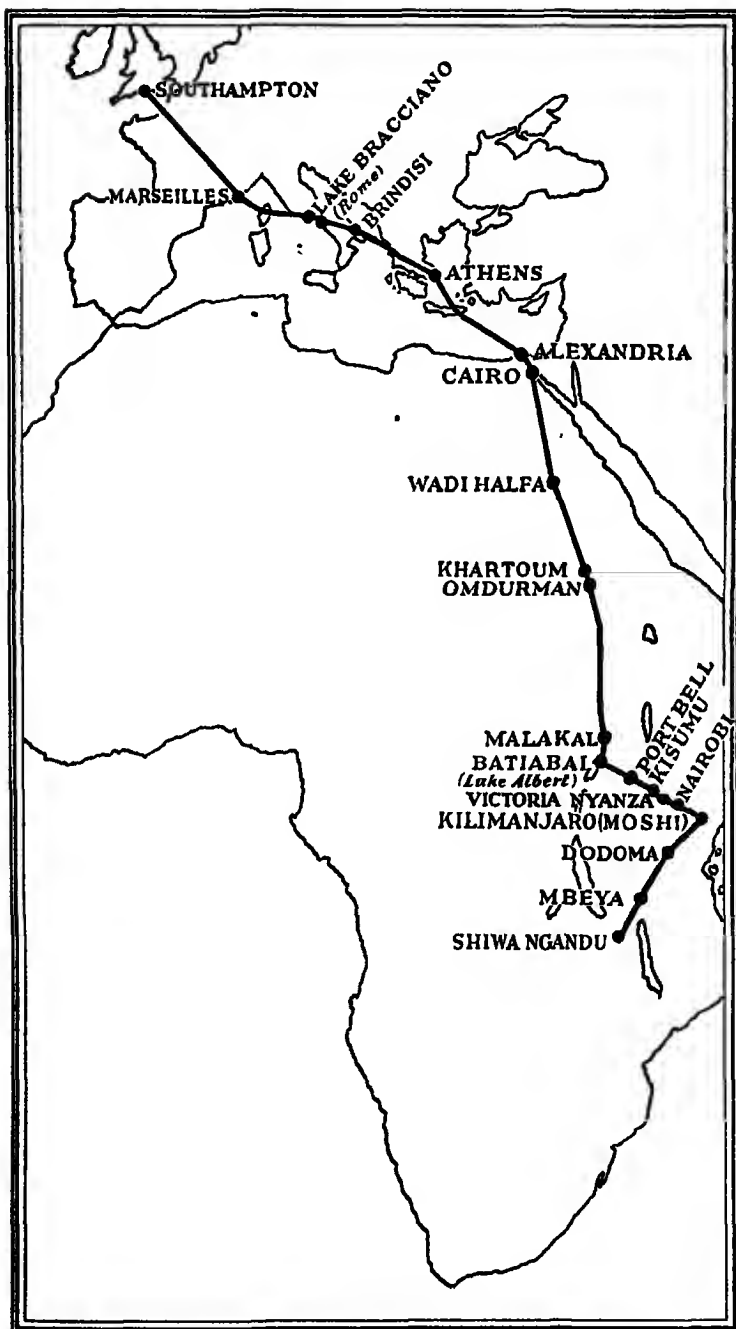 SOUTHAMPTON
MARSEILLES
LAKE BRACCIANO
(Rome)
BRINDISI
ATHENS
ALEXANDRIA
CAIRO
WADI HALFA
KHARTOUM
OMDURMAN
MALAKAL
BATIABAI
(Lake Albert)
PORT BELL
KISUMU
NAIROBI
VICTORIA NYANZA
KILIMANJARO (MOSHI)
DODOMA
MBEYA
SHIWA NGANDU